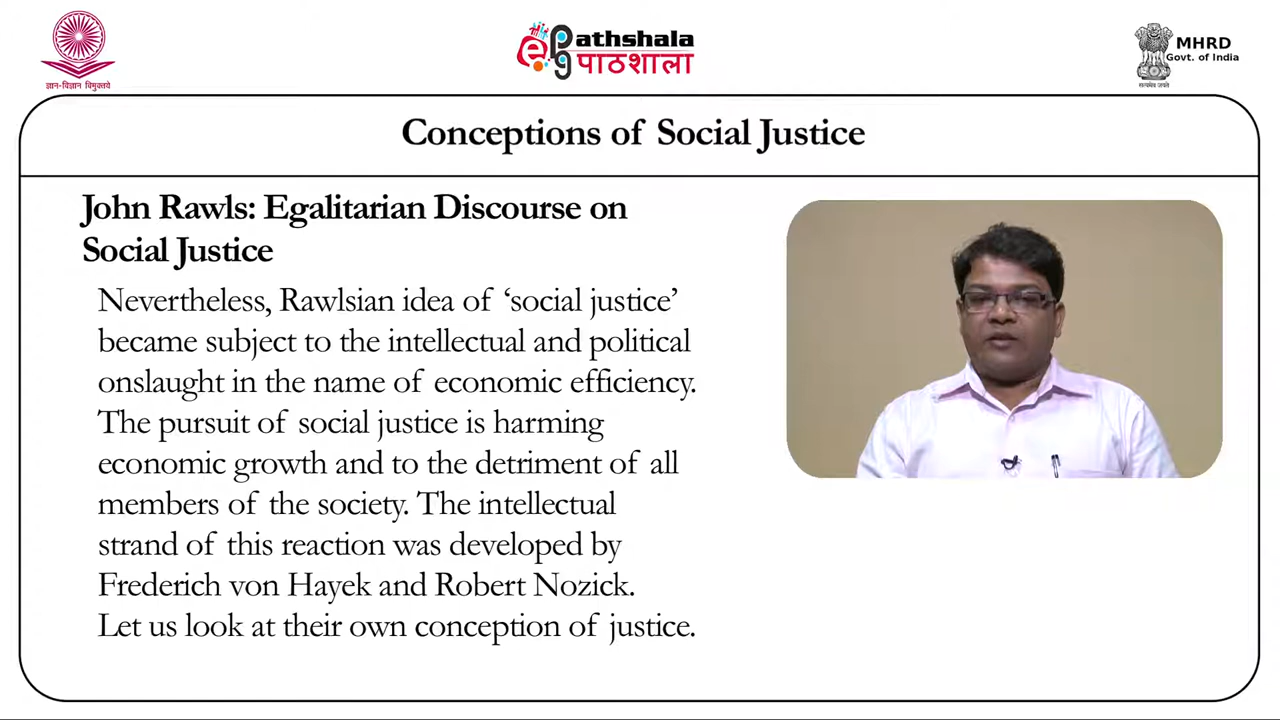 ज्ञान-विज्ञान विमुक्तये
ePathshala
पाठशाला
MHRD
Govt. of India
सत्यमेव जयते
Conceptions of Social Justice
John Rawls: Egalitarian Discourse on
Social Justice
Nevertheless, Rawlsian idea of ‘social justice’
became subject to the intellectual and political
onslaught in the name of economic efficiency.
The pursuit of social justice is harming
economic growth and to the detriment of all
members of the society. The intellectual
strand of this reaction was developed by
Frederich von Hayek and Robert Nozick.
Let us look at their own conception of justice.